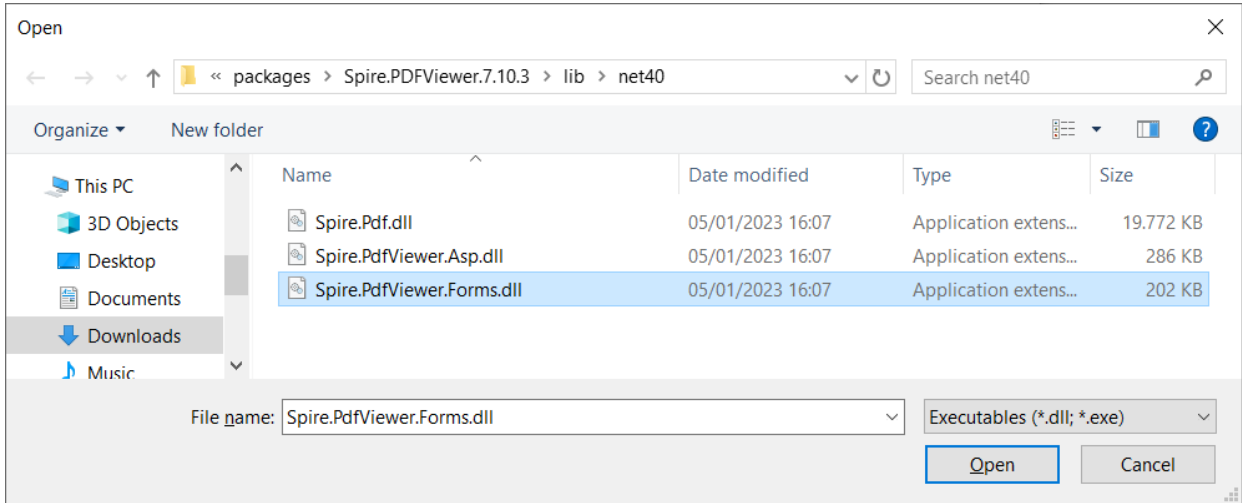 Open
« packages > Spire.PDFViewer.7.10.3 > lib > net40
Search net40
Organize
New folder
?
Name Date modified Type Size
This PC
3D Objects
Desktop
Documents
Downloads
Music
Spire.Pdf.dll 05/01/2023 16:07 Application extens... 19.772 KB
Spire.PdfViewer.Asp.dll 05/01/2023 16:07 Application extens... 286 KB
Spire.PdfViewer.Forms.dll 05/01/2023 16:07 Application extens... 202 KB
File name: Spire.PdfViewer.Forms.dll
Executables (*.dll; *.exe)
Open
Cancel